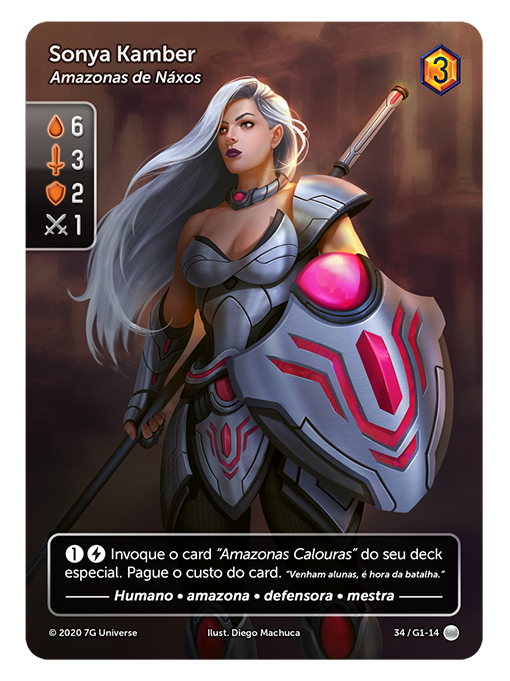 Sonya Kamber
Amazonas de Náxos
3
6
3
2
1
1 Invoque o card "Amazonas Calouras" do seu deck
especial. Pague o custo do card. "Venham alunas, é hora da batalha."
Humano • amazona • defensora • mestra
© 2020 7G Universe
Ilust. Diego Machuca
34 / G1-14